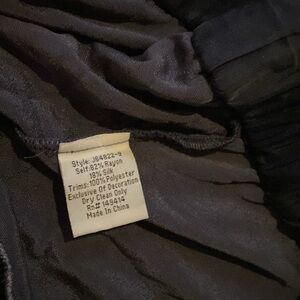 Style: J64822-9
Self:82% Rayon
18% Silk
Trims:100% Polyester
Exclusive Of Decoration
Dry Clean Only
Rn# 149414
Made In China